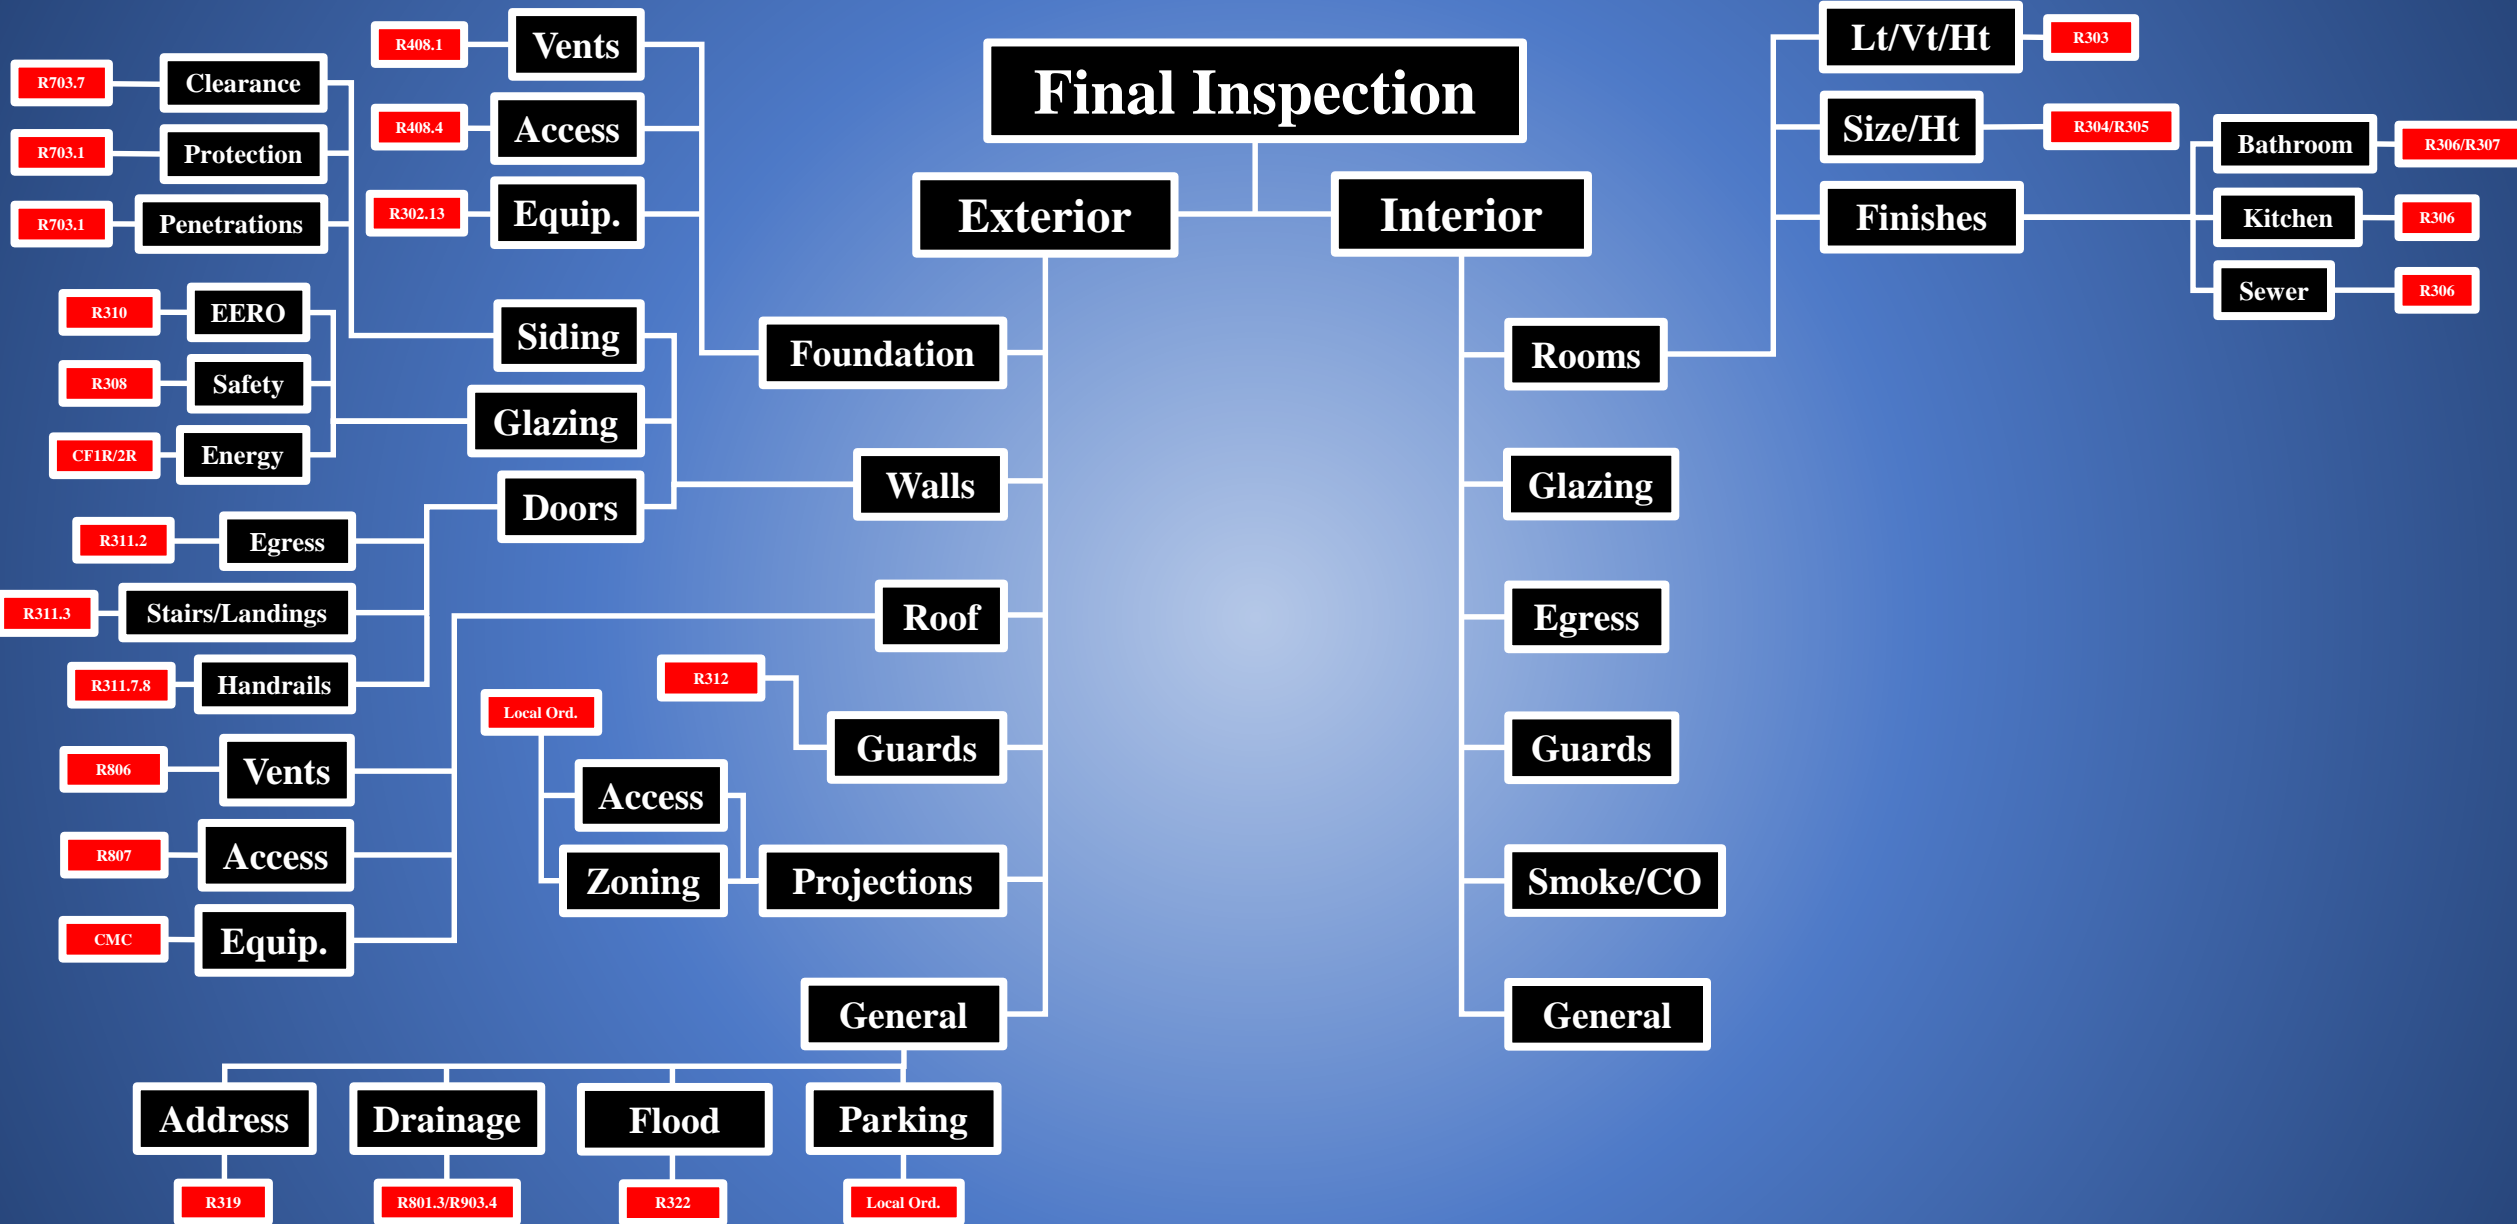 Final Inspection
Exterior
Interior
Foundation
Vents
R408.1
Access
R408.4
Equip.
R302.13
Walls
Siding
Clearance
R703.7
Protection
R703.1
Penetrations
R703.1
Glazing
EERO
R310
Safety
R308
Energy
CF1R/2R
Doors
Egress
R311.2
Stairs/Landings
R311.3
Handrails
R311.7.8
Roof
Vents
R806
Access
R807
Equip.
CMC
Guards
R312
Projections
Access
Zoning
Local Ord.
General
Address
R319
Drainage
R801.3/R903.4
Flood
R322
Parking
Local Ord.
Rooms
Lt/Vt/Ht
R303
Size/Ht
R304/R305
Finishes
Bathroom
R306/R307
Kitchen
R306
Sewer
R306
Glazing
Egress
Guards
Smoke/CO
General